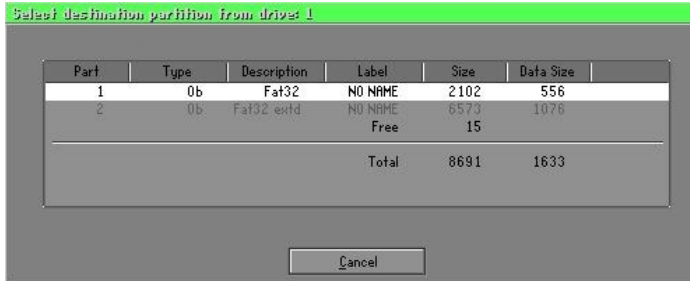 Select destination partition from drive: 1
Part Type Description Label Size Data Size
1 0b Fat32 NO NAME 2102 556
2 0b Fat32 extd NO NAME 6573 1076
Free 15
Total 8691 1633
Cancel